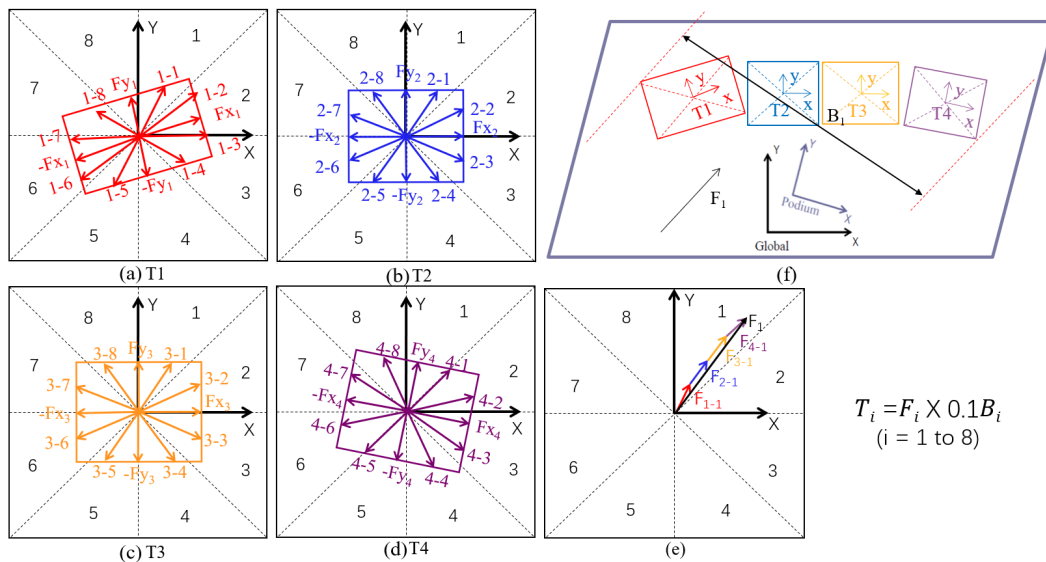 Y
8
1
7
Fy1
1-1
1-8
1-2
2
Fx1
1-7
1-3
X
-Fx1
1-4
1-6
1-5
-Fy1
6
3
5
4
(a) T1
Y
8
1
7
2-8
Fy2
2-1
2-7
2-2
2
-Fx2
Fx2
X
2-6
2-3
6
2-5
-Fy2
2-4
3
5
4
(b) T2
y
x
T1
y
x
T2
y
x
T3
y
x
T4
B1
F1
Y
X
Podium
Y
X
Global
(f)
Y
8
1
7
3-8
Fy3
3-1
3-7
3-2
2
-Fx3
Fx3
X
3-6
3-3
6
3-5
-Fy3
3-4
3
5
4
(c) T3
Y
8
1
7
4-8
Fy4
4-1
4-7
2
-Fx4
4-2
4-6
Fx4
X
4-3
6
4-5
-Fy4
4-4
3
5
4
(d) T4
Y
8
1
F1
F4-1
7
F3-1
2
F2-1
F1-1
X
6
3
5
4
(e)
Ti =Fi X 0.1Bi
(i = 1 to 8)